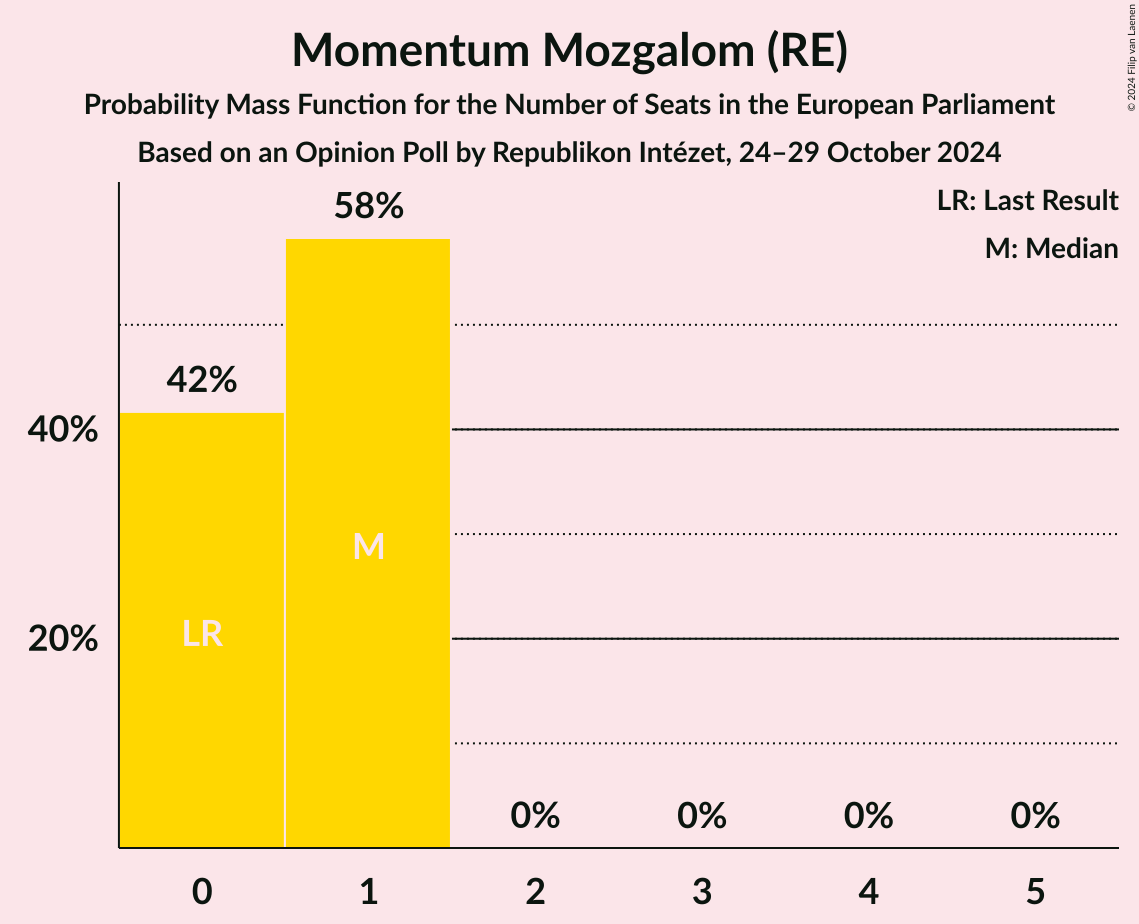 Momentum Mozgalom (RE)
Probability Mass Function for the Number of Seats in the European Parliament
Based on an Opinion Poll by Republikon Intézet, 24–29 October 2024
© 2024 Filip van Laenen
LR: Last Result
M: Median
58%
42%
40%
M
LR
20%
0% 0% 0% 0%
0 1 2 3 4 5